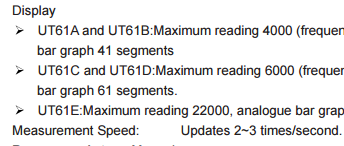 Display
➢ UT61A and UT61B:Maximum reading 4000 (frequen
bar graph 41 segments
➢ UT61C and UT61D:Maximum reading 6000 (frequen
bar graph 61 segments.
➢ UT61E:Maximum reading 22000, analogue bar grap
Measurement Speed: Updates 2~3 times/second.